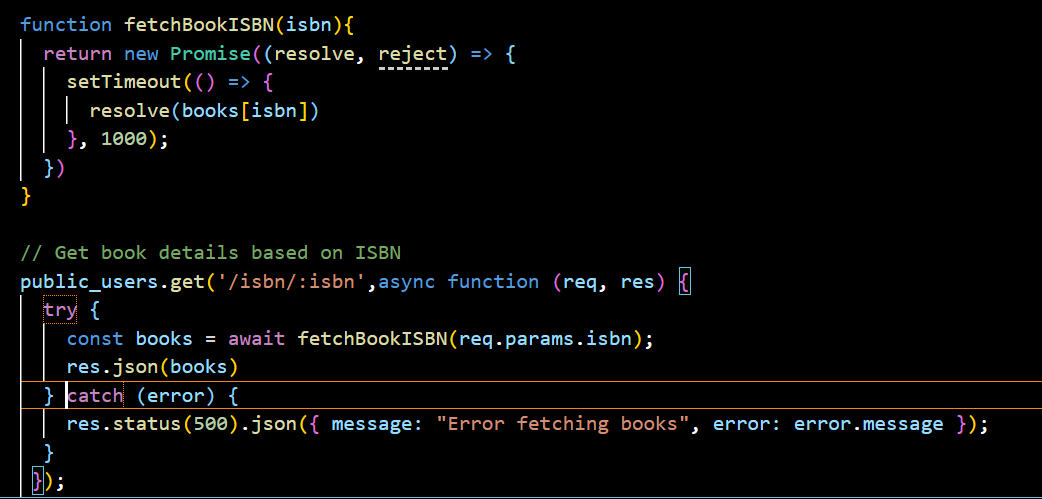 function fetchBookISBN(isbn){
  return new Promise((resolve, reject) => {
    setTimeout(() => {
      resolve(books[isbn])
    }, 1000);
  })
}

// Get book details based on ISBN
public_users.get('/isbn/:isbn',async function (req, res) {
  try {
    const books = await fetchBookISBN(req.params.isbn);
    res.json(books)
  } catch (error) {
    res.status(500).json({ message: "Error fetching books", error: error.message });
  }
 });